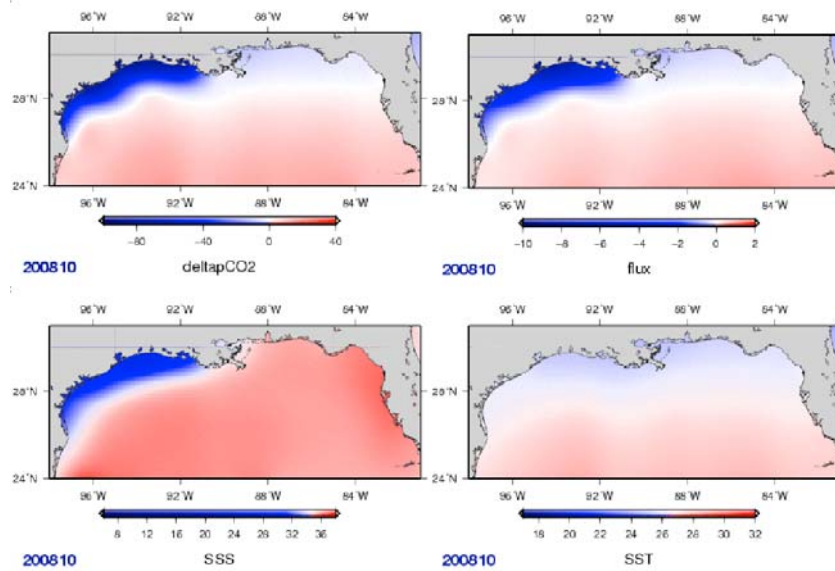 96°W 92°W 88°W 84°W
28°N
24°N
96°W 92°W 88°W 84°W
-80 -40 0 40
200810 deltapCO2
96°W 92°W 88°W 84°W
28°N
24°N
96°W 92°W 88°W 84°W
-10 -8 -6 -4 -2 0 2
200810 flux
96°W 92°W 88°W 84°W
28°N
24°N
96°W 92°W 88°W 84°W
8 12 16 20 24 28 32 36
200810 SSS
96°W 92°W 88°W 84°W
28°N
24°N
96°W 92°W 88°W 84°W
18 20 22 24 26 28 30 32
200810 SST